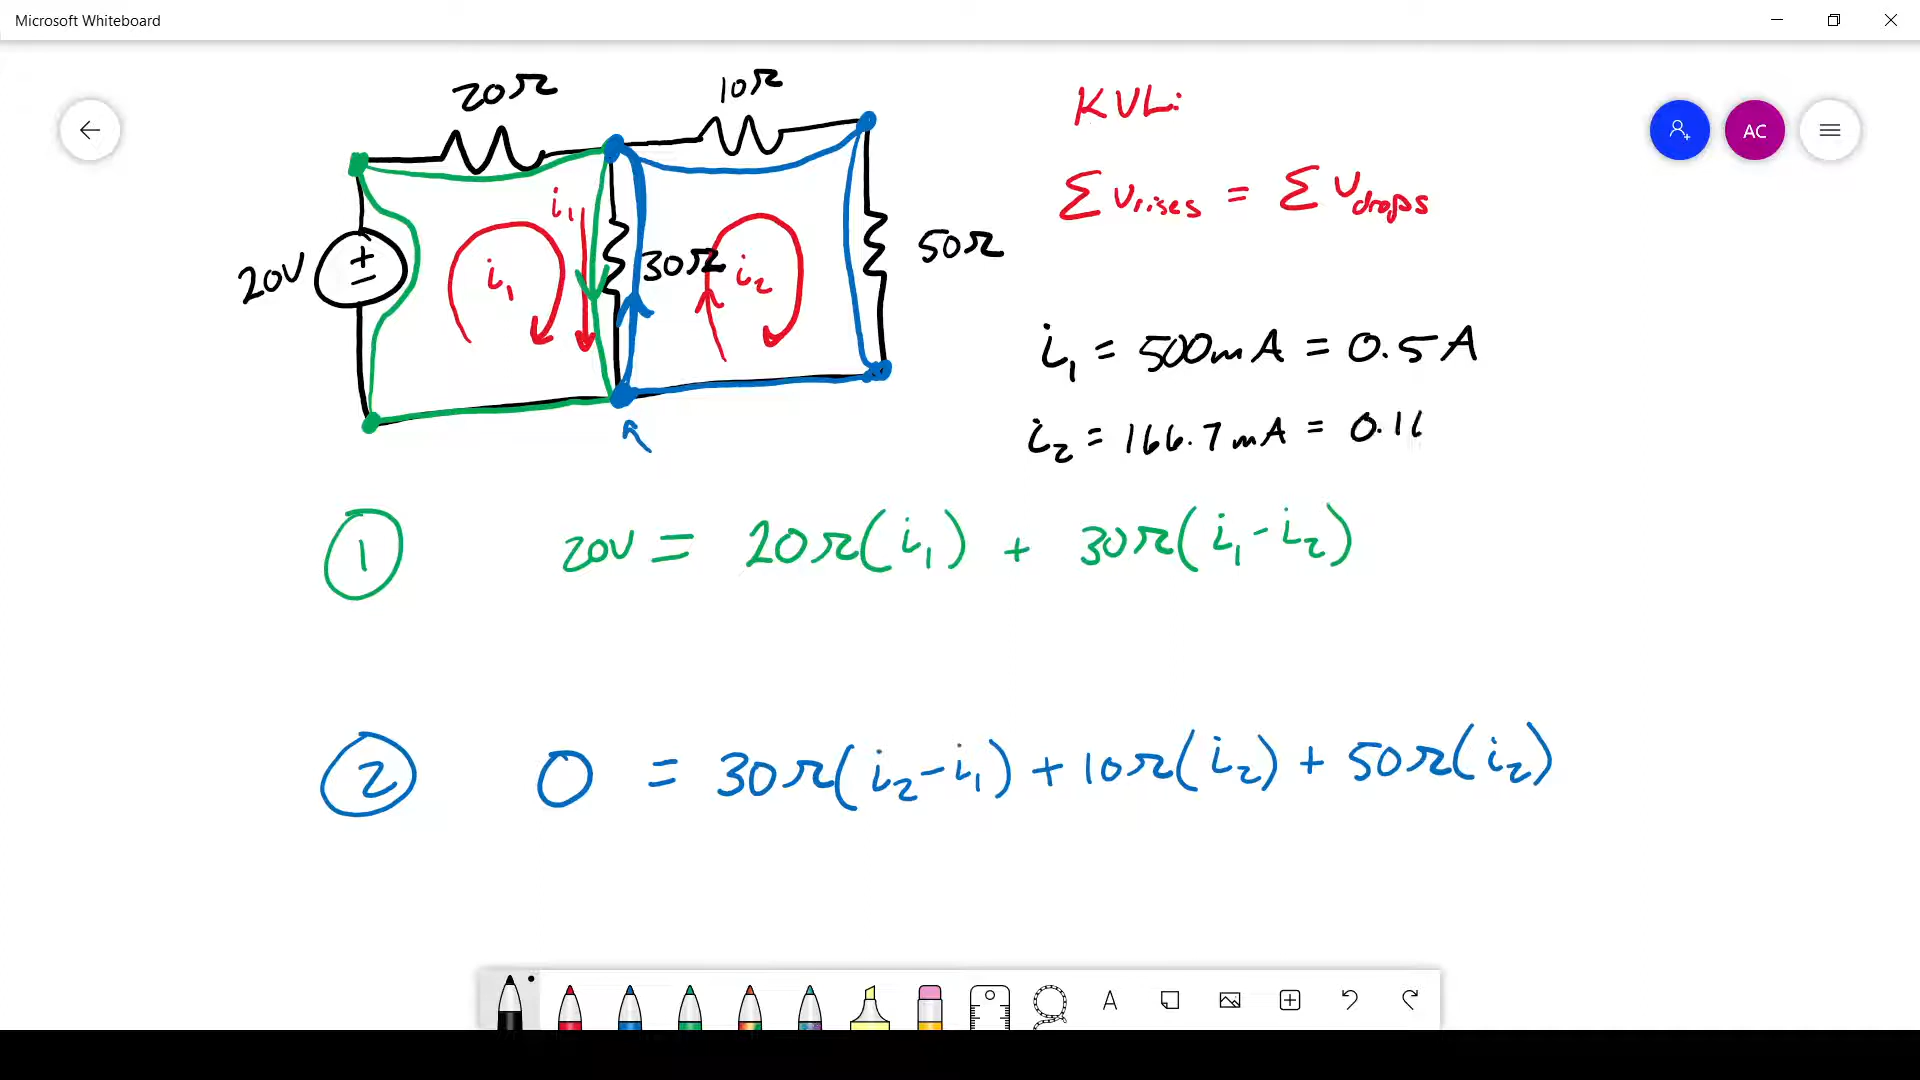 Microsoft Whiteboard
20Ω
10Ω
KVL:
AC
Σ Vrises = Σ Vdrops
i₁
20V
+
−
i₁
30Ω
i₂
50Ω
i₁ = 500mA = 0.5A
i₂ = 166.7mA = 0.16
1
20V = 20Ω(i₁) + 30Ω(i₁-i₂)
2
0 = 30Ω(i₂-i₁) + 10Ω(i₂) + 50Ω(i₂)
A